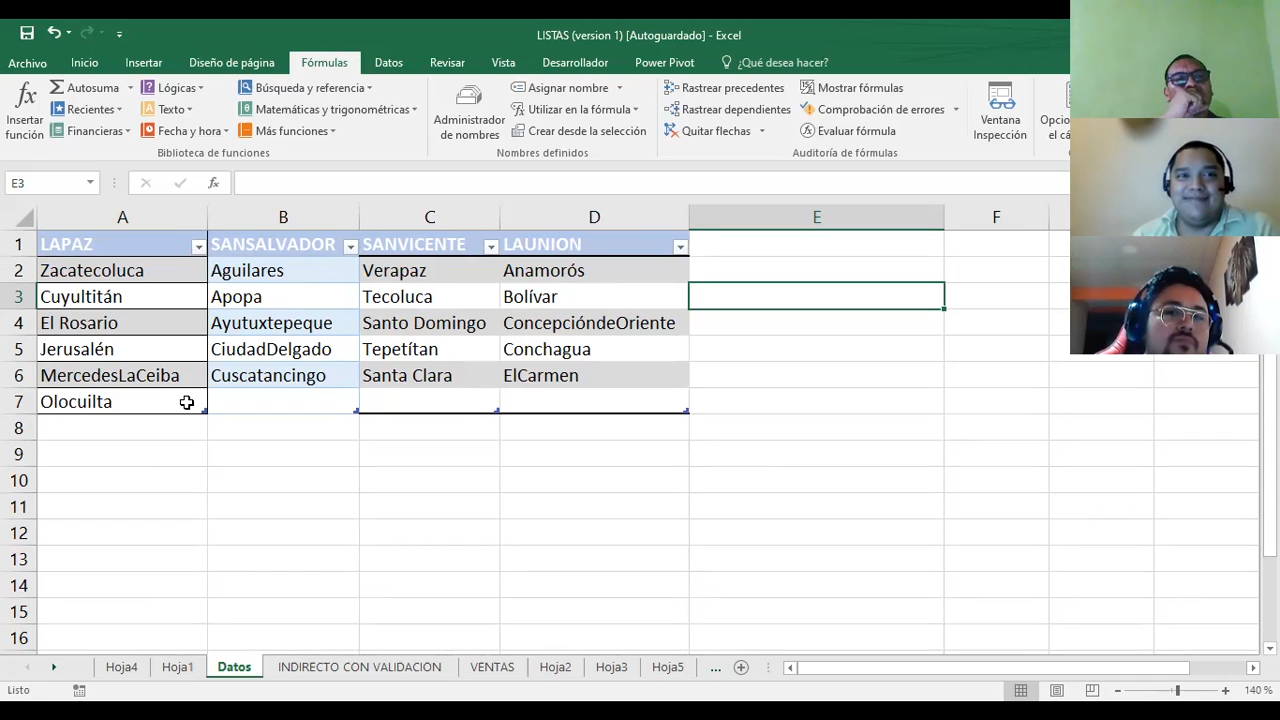 LISTAS (version 1) [Autoguardado] - Excel
Archivo Inicio Insertar Diseño de página Fórmulas Datos Revisar Vista Desarrollador Power Pivot ¿Qué desea hacer?
fx Insertar función
Autosuma
Recientes
Financieras
Lógicas
Texto
Fecha y hora
Búsqueda y referencia
Matemáticas y trigonométricas
Más funciones
Biblioteca de funciones
Administrador de nombres
Asignar nombre
Utilizar en la fórmula
Crear desde la selección
Nombres definidos
Rastrear precedentes
Rastrear dependientes
Quitar flechas
Mostrar fórmulas
Comprobación de errores
Evaluar fórmula
Auditoría de fórmulas
Ventana Inspección
E3 fx
A B C D E F
1 LAPAZ SANSALVADOR SANVICENTE LAUNION
2 Zacatecoluca Aguilares Verapaz Anamorós
3 Cuyultitán Apopa Tecoluca Bolívar
4 El Rosario Ayutuxtepeque Santo Domingo ConcepcióndeOriente
5 Jerusalén CiudadDelgado Tepetítan Conchagua
6 MercedesLaCeiba Cuscatancingo Santa Clara ElCarmen
7 Olocuilta
8
9
10
11
12
13
14
15
16
Hoja4 Hoja1 Datos INDIRECTO CON VALIDACION VENTAS Hoja2 Hoja3 Hoja5 ...
Listo 140 %